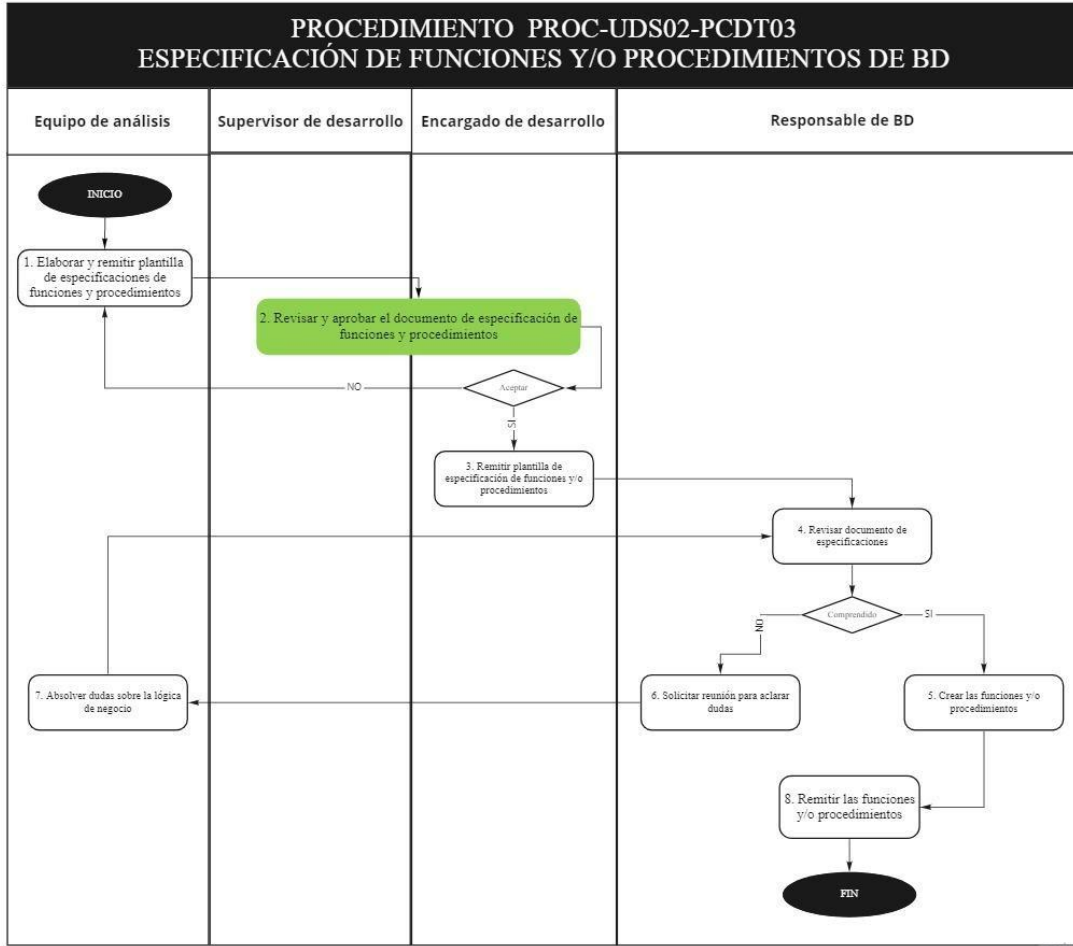 PROCEDIMIENTO PROC-UDS02-PCDT03
ESPECIFICACIÓN DE FUNCIONES Y/O PROCEDIMIENTOS DE BD
Equipo de análisis
Supervisor de desarrollo
Encargado de desarrollo
Responsable de BD
INICIO
1. Elaborar y remitir plantilla
de especificaciones de
funciones y procedimientos
2. Revisar y aprobar el documento de especificación de
funciones y procedimientos
Aceptar
NO
SI
3. Remitir plantilla de
especificación de funciones y/o
procedimientos
4. Revisar documento de
especificaciones
Comprendido
NO
SI
7. Absolver dudas sobre la lógica
de negocio
6. Solicitar reunión para aclarar
dudas
5. Crear las funciones y/o
procedimientos
8. Remitir las funciones
y/o procedimientos
FIN